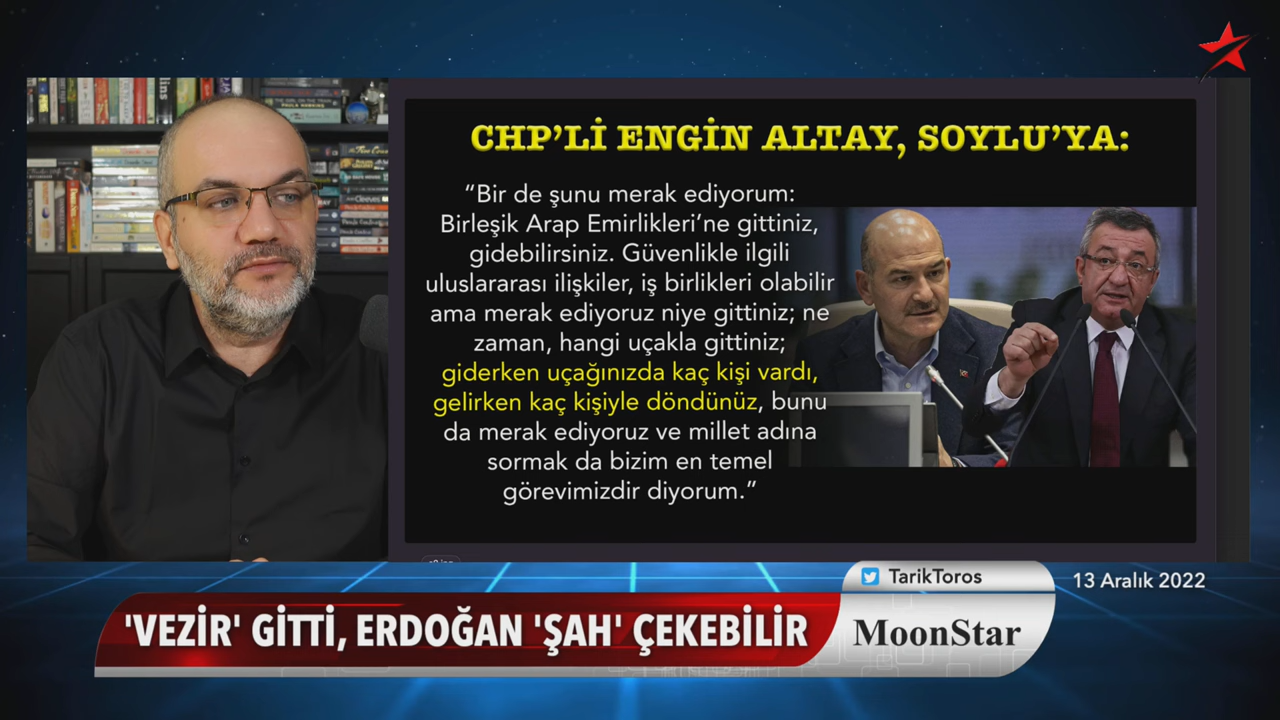 CHP'Lİ ENGİN ALTAY, SOYLU'YA:
“Bir de şunu merak ediyorum:
Birleşik Arap Emirlikleri’ne gittiniz,
gidebilirsiniz. Güvenlikle ilgili
uluslararası ilişkiler, iş birlikleri olabilir
ama merak ediyoruz niye gittiniz; ne
zaman, hangi uçakla gittiniz;
giderken uçağınızda kaç kişi vardı,
gelirken kaç kişiyle döndünüz, bunu
da merak ediyoruz ve millet adına
sormak da bizim en temel
görevimizdir diyorum.”
TarikToros
13 Aralık 2022
'VEZİR' GİTTİ, ERDOĞAN 'ŞAH' ÇEKEBİLİR
MoonStar